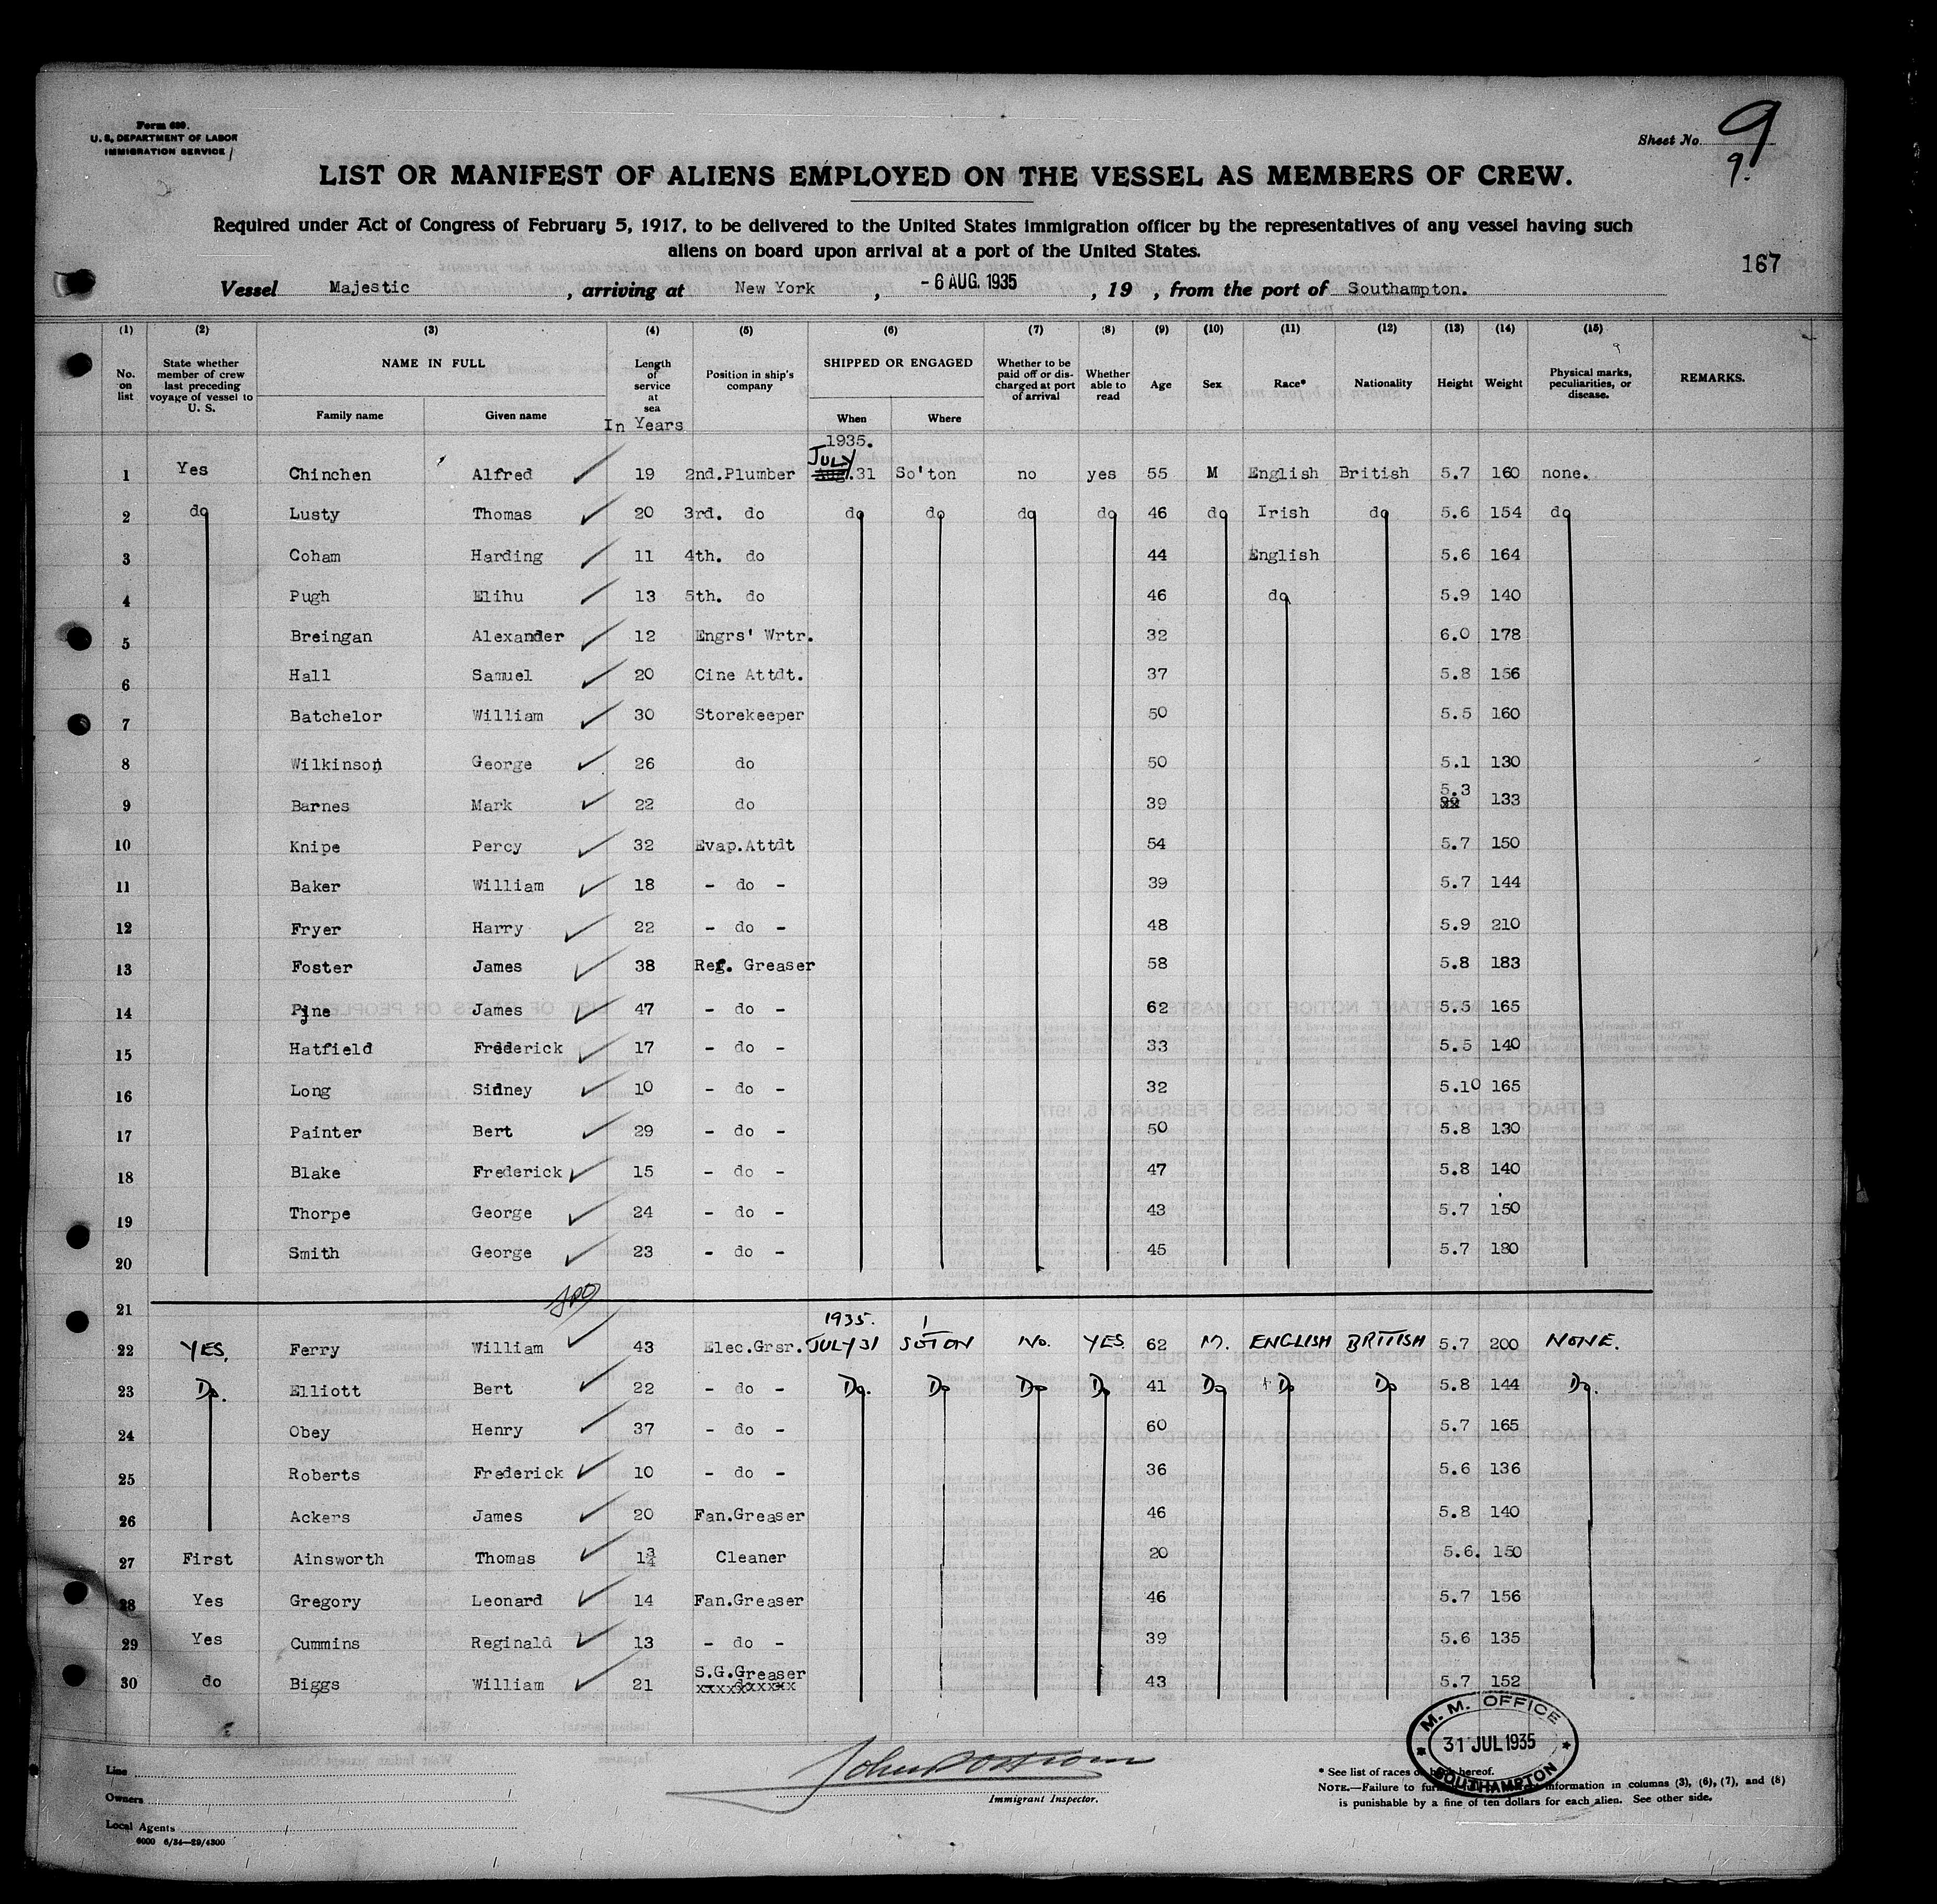 Form 680.
U. S. DEPARTMENT OF LABOR
IMMIGRATION SERVICE
Sheet No. 9
9.
LIST OR MANIFEST OF ALIENS EMPLOYED ON THE VESSEL AS MEMBERS OF CREW.
Required under Act of Congress of February 5, 1917, to be delivered to the United States immigration officer by the representatives of any vessel having such
aliens on board upon arrival at a port of the United States.
167
Vessel Majestic , arriving at New York , - 6 AUG. 1935 , 19 , from the port of Southampton.
(1) (2) (3) (4) (5) (6) (7) (8) (9) (10) (11) (12) (13) (14) (15)
No. on list State whether member of crew last preceding voyage of vessel to U. S. NAME IN FULL Family name Given name Length of service at sea In Years Position in ship's company SHIPPED OR ENGAGED When Where Whether to be paid off or discharged at port of arrival Whether able to read Age Sex Race* Nationality Height Weight Physical marks, peculiarities, or disease. REMARKS.
1935.
JULY
1 Yes Chinchen Alfred 19 2nd.Plumber Aug.31 So'ton no yes 55 M English British 5.7 160 none.
2 do Lusty Thomas 20 3rd. do do do do do 46 do Irish do 5.6 154 do
3 Coham Harding 11 4th. do 44 English 5.6 164
4 Pugh Elihu 13 5th. do 46 do 5.9 140
5 Breingan Alexander 12 Engrs' Wrtr. 32 6.0 178
6 Hall Samuel 20 Cine Attdt. 37 5.8 156
7 Batchelor William 30 Storekeeper 50 5.5 160
8 Wilkinson George 26 do 50 5.1 130
9 Barnes Mark 22 do 39 5.3 133
10 Knipe Percy 32 Evap.Attdt 54 5.7 150
11 Baker William 18 - do - 39 5.7 144
12 Fryer Harry 22 - do - 48 5.9 210
13 Foster James 38 Ref. Greaser 58 5.8 183
14 Pine James 47 - do - 62 5.5 165
15 Hatfield Frederick 17 - do - 33 5.5 140
16 Long Sidney 10 - do - 32 5.10 165
17 Painter Bert 29 - do - 50 5.8 130
18 Blake Frederick 15 - do - 47 5.8 140
19 Thorpe George 24 - do - 43 5.7 150
20 Smith George 23 - do - 45 5.7 180
21
1935.
22 YES. Ferry William 43 Elec.Grsr. JULY 31 SOTON No. YES. 62 M. ENGLISH BRITISH 5.7 200 NONE.
23 Do. Elliott Bert 22 - do - Do. Do Do Do 41 Do Do Do 5.8 144 Do.
24 Obey Henry 37 - do - 60 5.7 165
25 Roberts Frederick 10 - do - 36 5.6 136
26 Ackers James 20 Fan.Greaser 46 5.8 140
27 First Ainsworth Thomas 1¾ Cleaner 20 5.6. 150
28 Yes Gregory Leonard 14 Fan.Greaser 46 5.7 156
29 Yes Cummins Reginald 13 - do - 39 5.6 135
30 do Biggs William 21 S.G.Greaser 43 5.7 152
M. M. OFFICE
31 JUL 1935
SOUTHAMPTON
Line
Owners
Local Agents
6000 6/34—29/4300
Immigrant Inspector.
* See list of races on back hereof.
NOTE.—Failure to furnish information in columns (3), (6), (7), and (8)
is punishable by a fine of ten dollars for each alien. See other side.